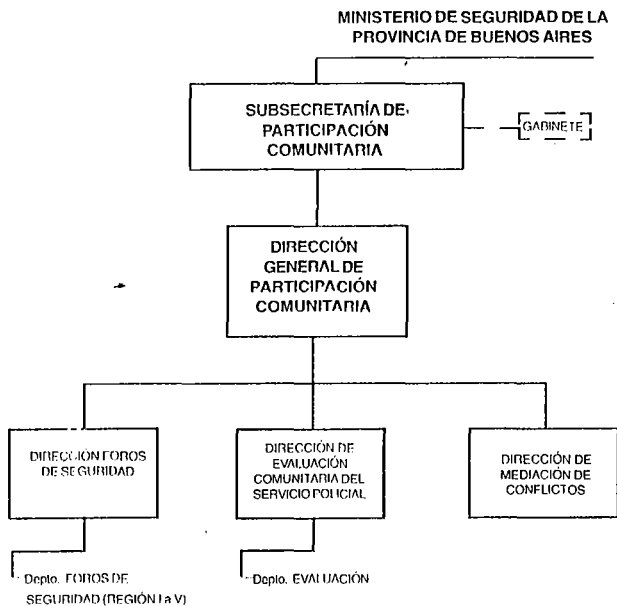 MINISTERIO DE SEGURIDAD DE LA
PROVINCIA DE BUENOS AIRES
SUBSECRETARÍA DE
PARTICIPACIÓN
COMUNITARIA
GABINETE
DIRECCIÓN
GENERAL DE
PARTICIPACIÓN
COMUNITARIA
DIRECCIÓN FOROS
DE SEGURIDAD
DIRECCIÓN DE
EVALUACIÓN
COMUNITARIA DEL
SERVICIO POLICIAL
DIRECCIÓN DE
MEDIACIÓN DE
CONFLICTOS
Depto. FOROS DE
SEGURIDAD (REGIÓN I a V)
Depto. EVALUACIÓN